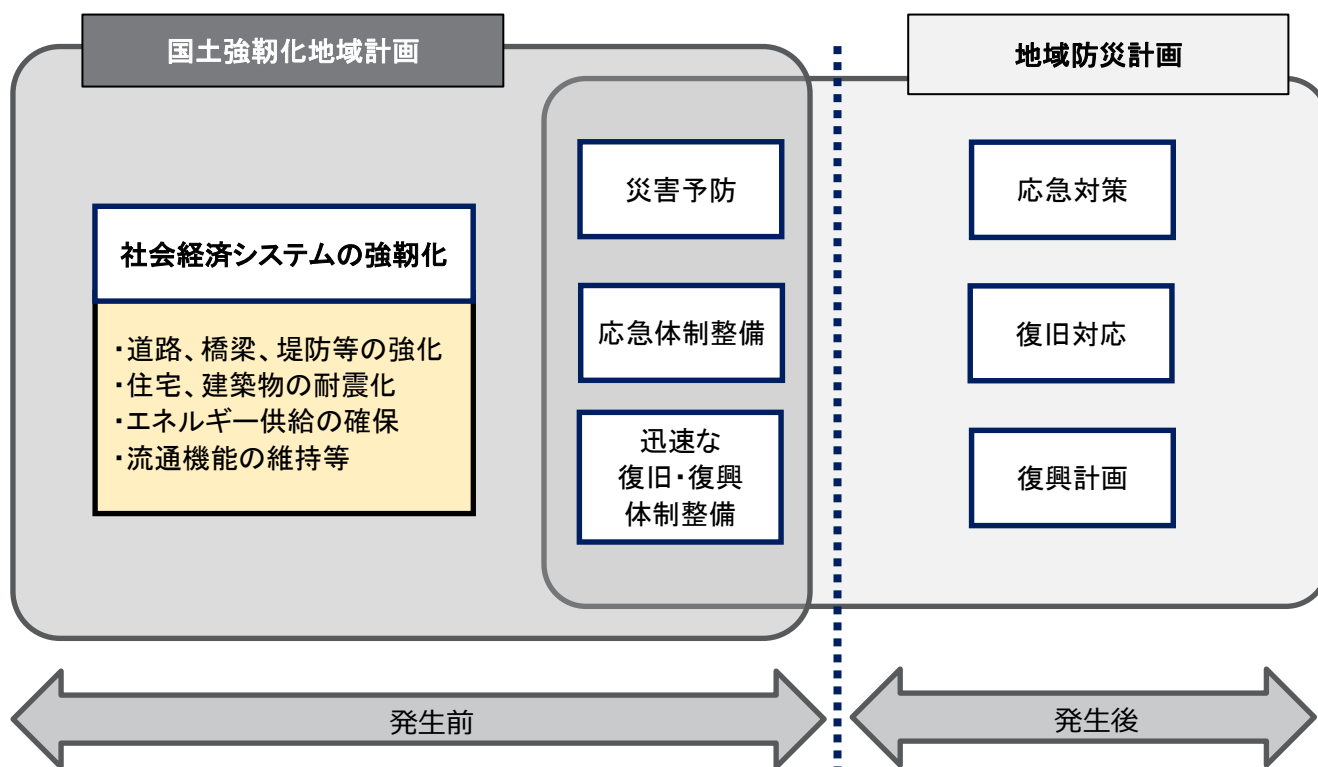 国土強靭化地域計画
地域防災計画
社会経済システムの強靭化
・道路、橋梁、堤防等の強化
・住宅、建築物の耐震化
・エネルギー供給の確保
・流通機能の維持等
災害予防
応急体制整備
迅速な
復旧・復興
体制整備
応急対策
復旧対応
復興計画
発生前
発生後